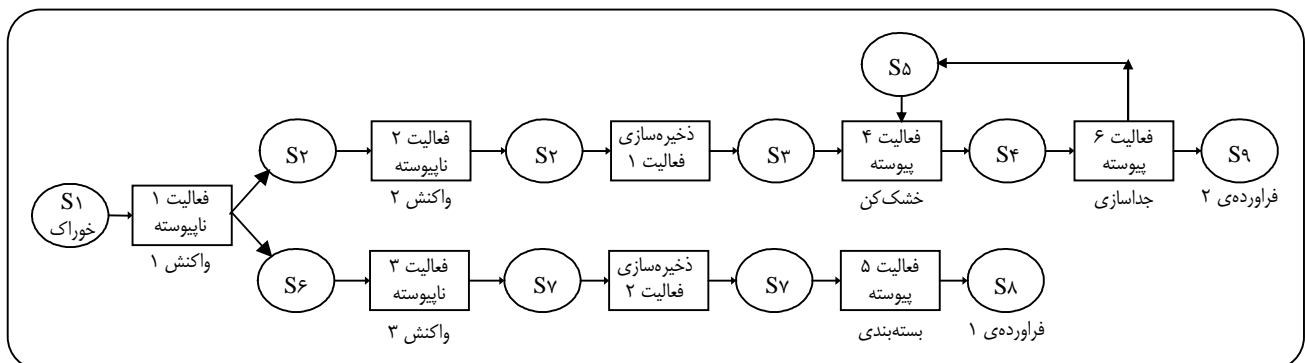 S۵
S۲
فعالیت ۲
ناپیوسته
واکنش ۲
S۲
ذخیره‌سازی
فعالیت ۱
S۳
فعالیت ۴
پیوسته
خشک‌کن
S۴
فعالیت ۶
پیوسته
جداسازی
S۹
فراورده‌ی ۲
S۱
خوراک
فعالیت ۱
ناپیوسته
واکنش ۱
S۶
فعالیت ۳
ناپیوسته
واکنش ۳
S۷
ذخیره‌سازی
فعالیت ۲
S۷
فعالیت ۵
پیوسته
بسته‌بندی
S۸
فراورده‌ی ۱